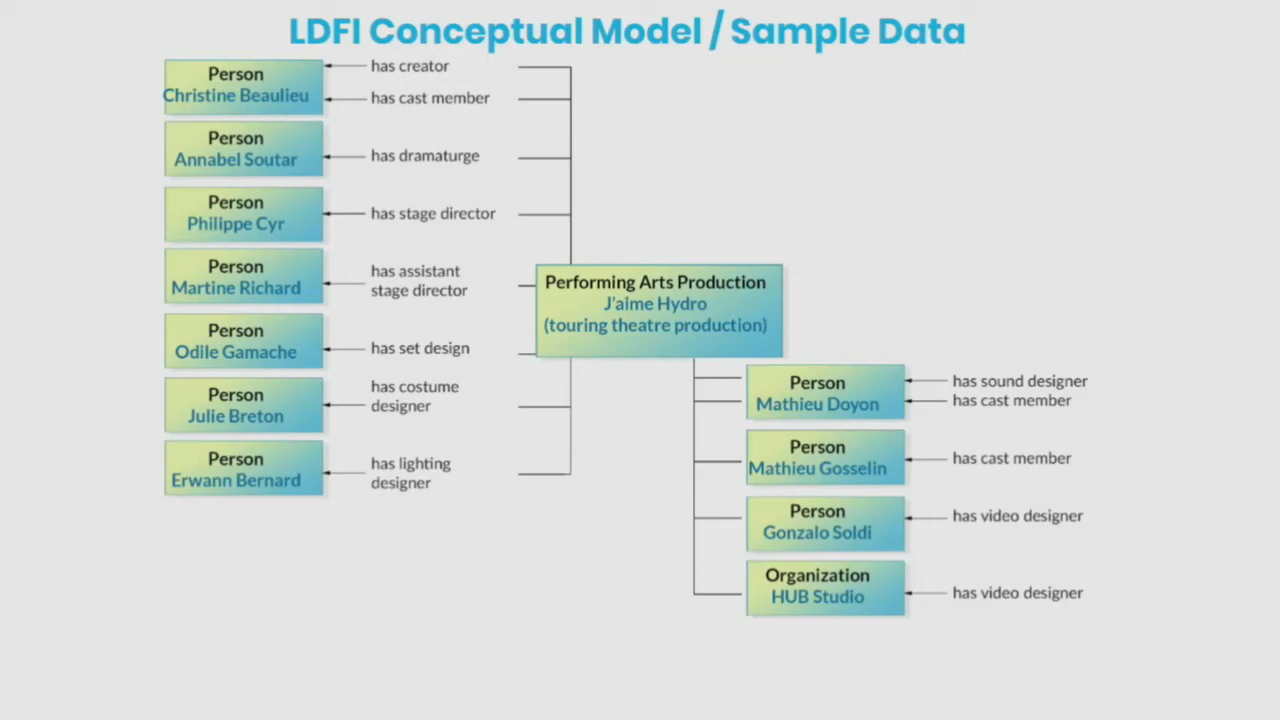 LDFI Conceptual Model / Sample Data
Person
Christine Beaulieu
has creator
has cast member
Person
Annabel Soutar
has dramaturge
Person
Philippe Cyr
has stage director
Person
Martine Richard
has assistant
stage director
Performing Arts Production
J'aime Hydro
(touring theatre production)
Person
Odile Gamache
has set design
Person
Julie Breton
has costume
designer
Person
Erwann Bernard
has lighting
designer
Person
Mathieu Doyon
has sound designer
has cast member
Person
Mathieu Gosselin
has cast member
Person
Gonzalo Soldi
has video designer
Organization
HUB Studio
has video designer